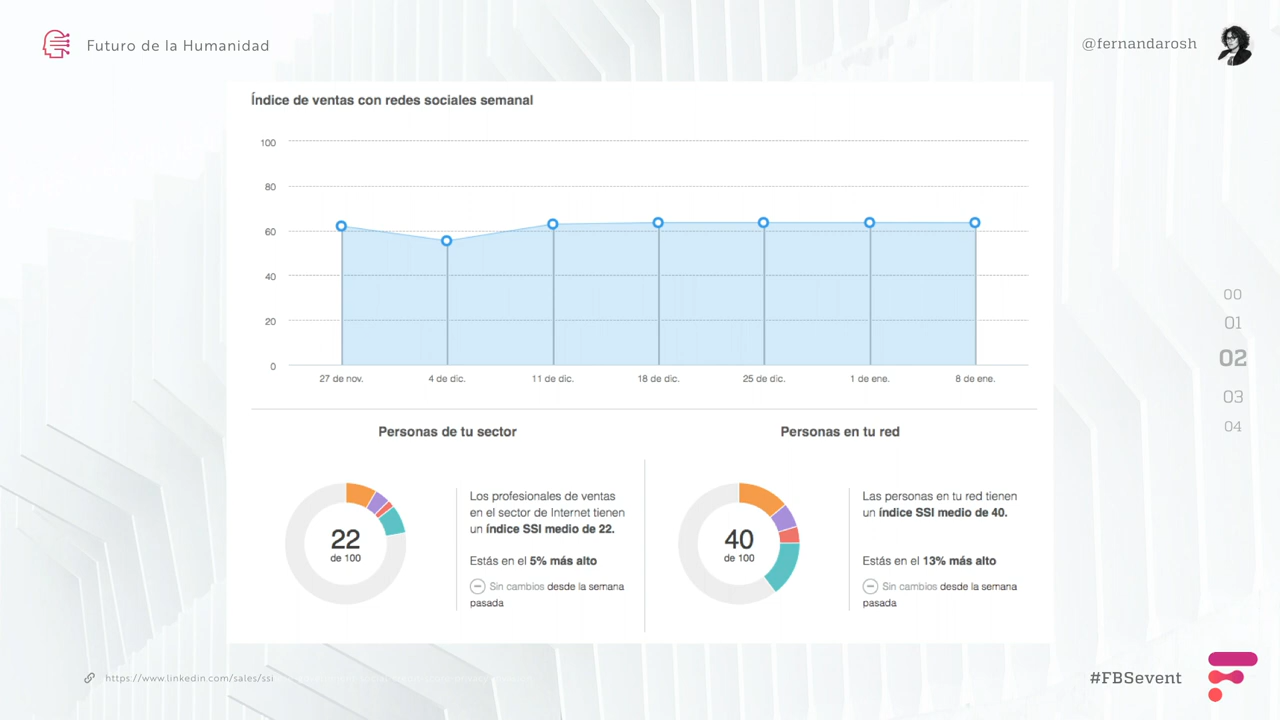 Futuro de la Humanidad
@fernandarosh
Índice de ventas con redes sociales semanal
100
80
60
40
20
0
27 de nov.
4 de dic.
11 de dic.
18 de dic.
25 de dic.
1 de ene.
8 de ene.
00
01
02
03
04
Personas de tu sector
22
de 100
Los profesionales de ventas
en el sector de Internet tienen
un índice SSI medio de 22.
Estás en el 5% más alto
Sin cambios desde la semana
pasada
Personas en tu red
40
de 100
Las personas en tu red tienen
un índice SSI medio de 40.
Estás en el 13% más alto
Sin cambios desde la semana
pasada
https://www.linkedin.com/sales/ssi
#FBSevent